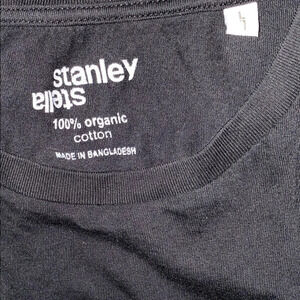 stanley
stella
100% organic
cotton
MADE IN BANGLADESH
L